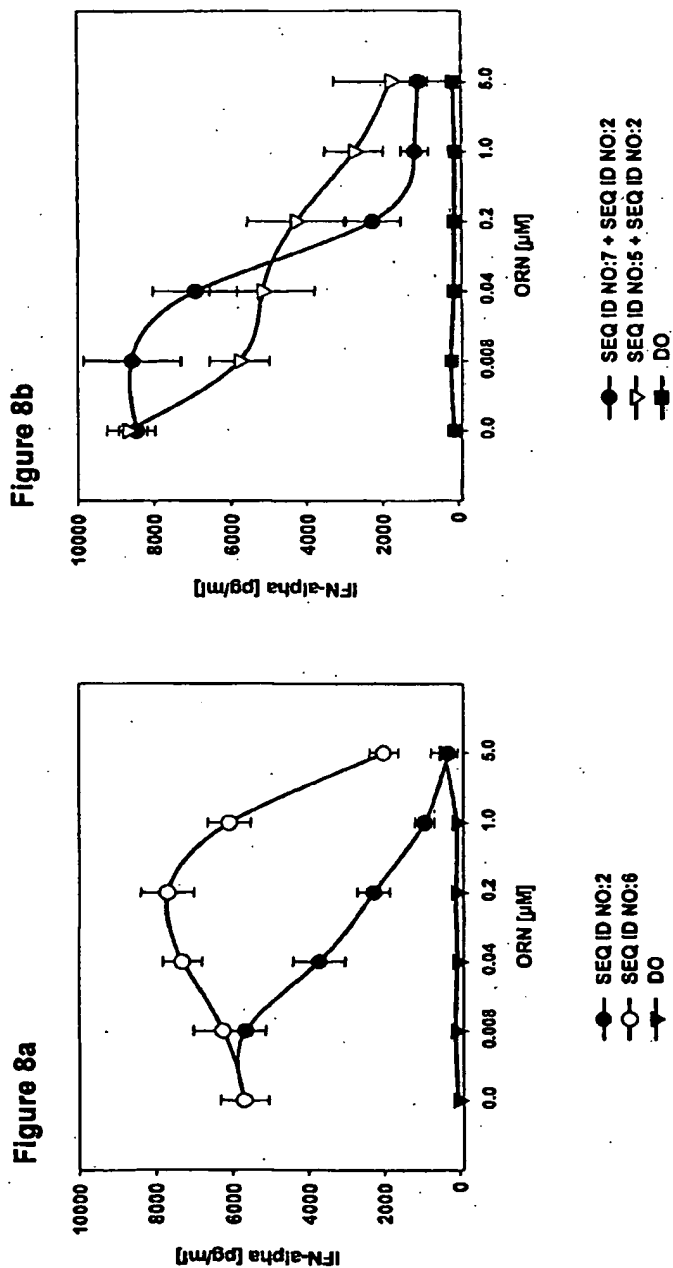 Figure 8a
IFN-alpha [pg/ml]
10000
8000
6000
4000
2000
0
0.0 0.008 0.04 0.2 1.0 5.0
ORN [µM]
SEQ ID NO:2
SEQ ID NO:6
DO
Figure 8b
IFN-alpha [pg/ml]
10000
8000
6000
4000
2000
0
0.0 0.008 0.04 0.2 1.0 5.0
ORN [µM]
SEQ ID NO:7 + SEQ ID NO:2
SEQ ID NO:5 + SEQ ID NO:2
DO